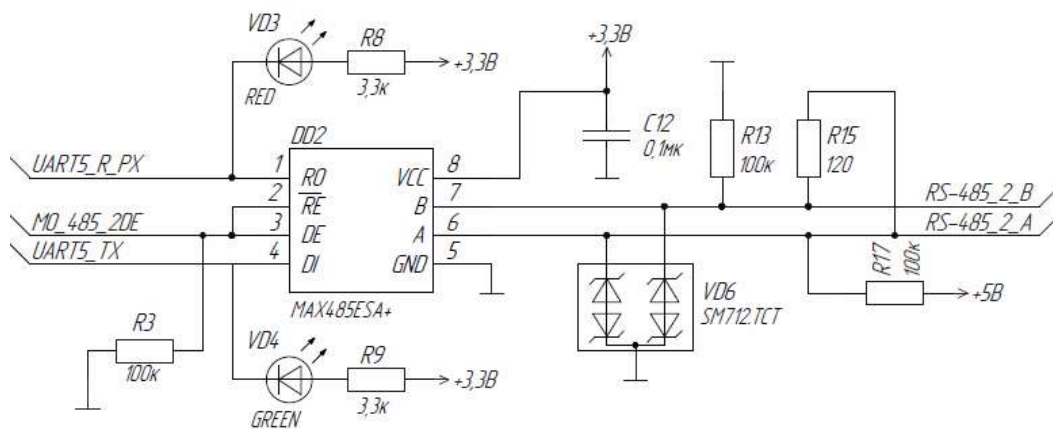 VD3
R8
+3,3В
+3,3В
RED
3,3к
DD2
C12
0,1мк
R13
100к
R15
120
UART5_R_PX
1
RO
VCC
8
2
RE
B
7
RS-485_2_B
MO_485_2DE
3
DE
A
6
RS-485_2_A
UART5_TX
4
DI
GND
5
R17
100к
+5В
MAX485ESA+
VD6
SM712.TCT
R3
100к
VD4
R9
+3,3В
GREEN
3,3к